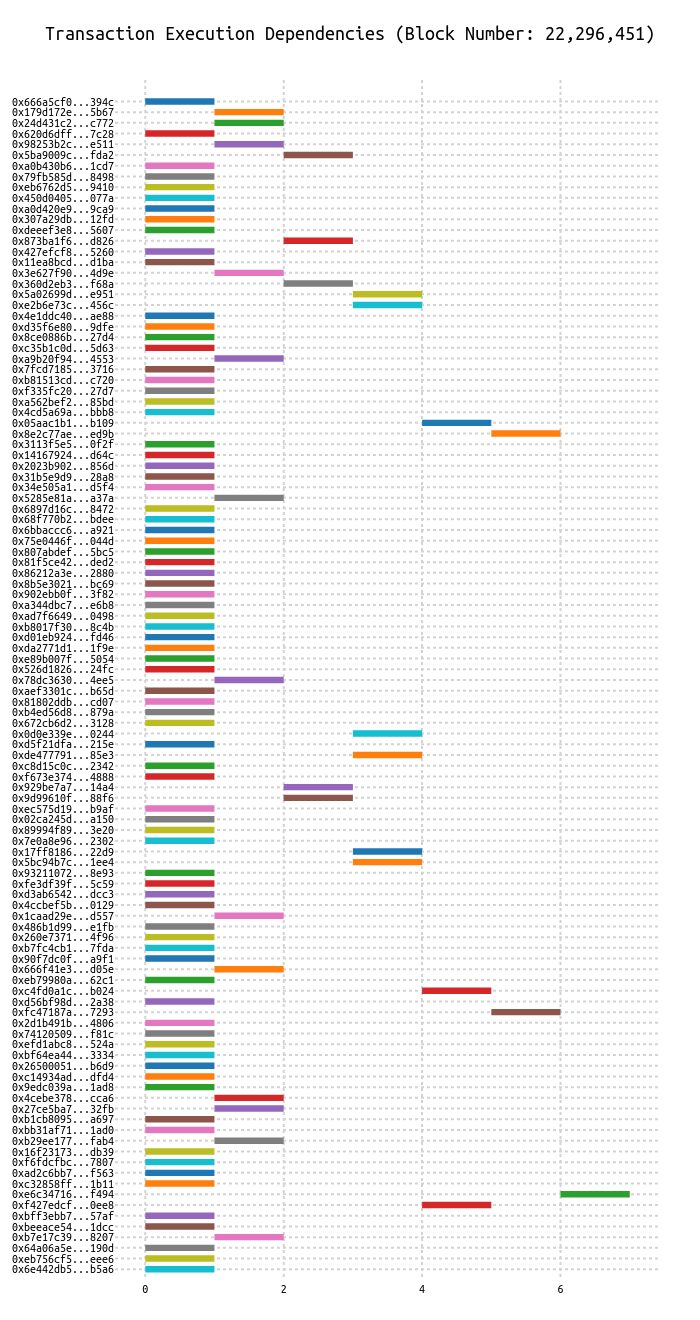 Transaction Execution Dependencies (Block Number: 22,296,451)
0x666a5cf0...394c
0x179d172e...5b67
0x24d431c2...c772
0x620d6dff...7c28
0x98253b2c...e511
0x5ba9009c...fda2
0xa0b430b6...1cd7
0x79fb585d...8498
0xeb6762d5...9410
0x450d0405...077a
0xa0d420e9...9ca9
0x307a29db...12fd
0xdeeef3e8...5607
0x873ba1f6...d826
0x427efcf8...5260
0x11ea8bcd...d1ba
0x3e627f90...4d9e
0x360d2eb3...f68a
0x5a02699d...e951
0xe2b6e73c...456c
0x4e1ddc40...ae88
0xd35f6e80...9dfe
0x8ce0886b...27d4
0xc35b1c0d...5d63
0xa9b20f94...4553
0x7fcd7185...3716
0xb81513cd...c720
0xf335fc20...27d7
0xa562bef2...85bd
0x4cd5a69a...bbb8
0x05aac1b1...b109
0x8e2c77ae...ed9b
0x3113f5e5...0f2f
0x14167924...d64c
0x2023b902...856d
0x31b5e9d9...28a8
0x34e505a1...d5f4
0x5285e81a...a37a
0x6897d16c...8472
0x68f770b2...bdee
0x6bbaccc6...a921
0x75e0446f...044d
0x807abdef...5bc5
0x81f5ce42...ded2
0x86212a3e...2880
0x8b5e3021...bc69
0x902ebb0f...3f82
0xa344dbc7...e6b8
0xad7f6649...0498
0xb8017f30...8c4b
0xd01eb924...fd46
0xda2771d1...1f9e
0xe89b007f...5054
0x526d1826...24fc
0x78dc3630...4ee5
0xaef3301c...b65d
0x81802ddb...cd07
0xb4ed56d8...879a
0x672cb6d2...3128
0x0d0e339e...0244
0xd5f21dfa...215e
0xde477791...85e3
0xc8d15c0c...2342
0xf673e374...4888
0x929be7a7...14a4
0x9d99610f...88f6
0xec575d19...b9af
0x02ca245d...a150
0x89994f89...3e20
0x7e0a8e96...2302
0x17ff8186...22d9
0x5bc94b7c...1ee4
0x93211072...8e93
0xfe3df39f...5c59
0xd3ab6542...dcc3
0x4ccbef5b...0129
0x1caad29e...d557
0x486b1d99...e1fb
0x260e7371...4f96
0xb7fc4cb1...7fda
0x90f7dc0f...a9f1
0x666f41e3...d05e
0xeb79980a...62c1
0xc4fd0a1c...b024
0xd56bf98d...2a38
0xfc47187a...7293
0x2d1b491b...4806
0x74120509...f81c
0xefd1abc8...524a
0xbf64ea44...3334
0x26500051...b6d9
0xc14934ad...dfd4
0x9edc039a...1ad8
0x4cebe378...cca6
0x27ce5ba7...32fb
0xb1cb8095...a697
0xbb31af71...1ad0
0xb29ee177...fab4
0x16f23173...db39
0xf6fdcfbc...7807
0xad2c6bb7...f563
0xc32858ff...1b11
0xe6c34716...f494
0xf427edcf...0ee8
0xbff3ebb7...57af
0xbeeace54...1dcc
0xb7e17c39...8207
0x64a06a5e...190d
0xeb756cf5...eee6
0x6e442db5...b5a6
0 2 4 6